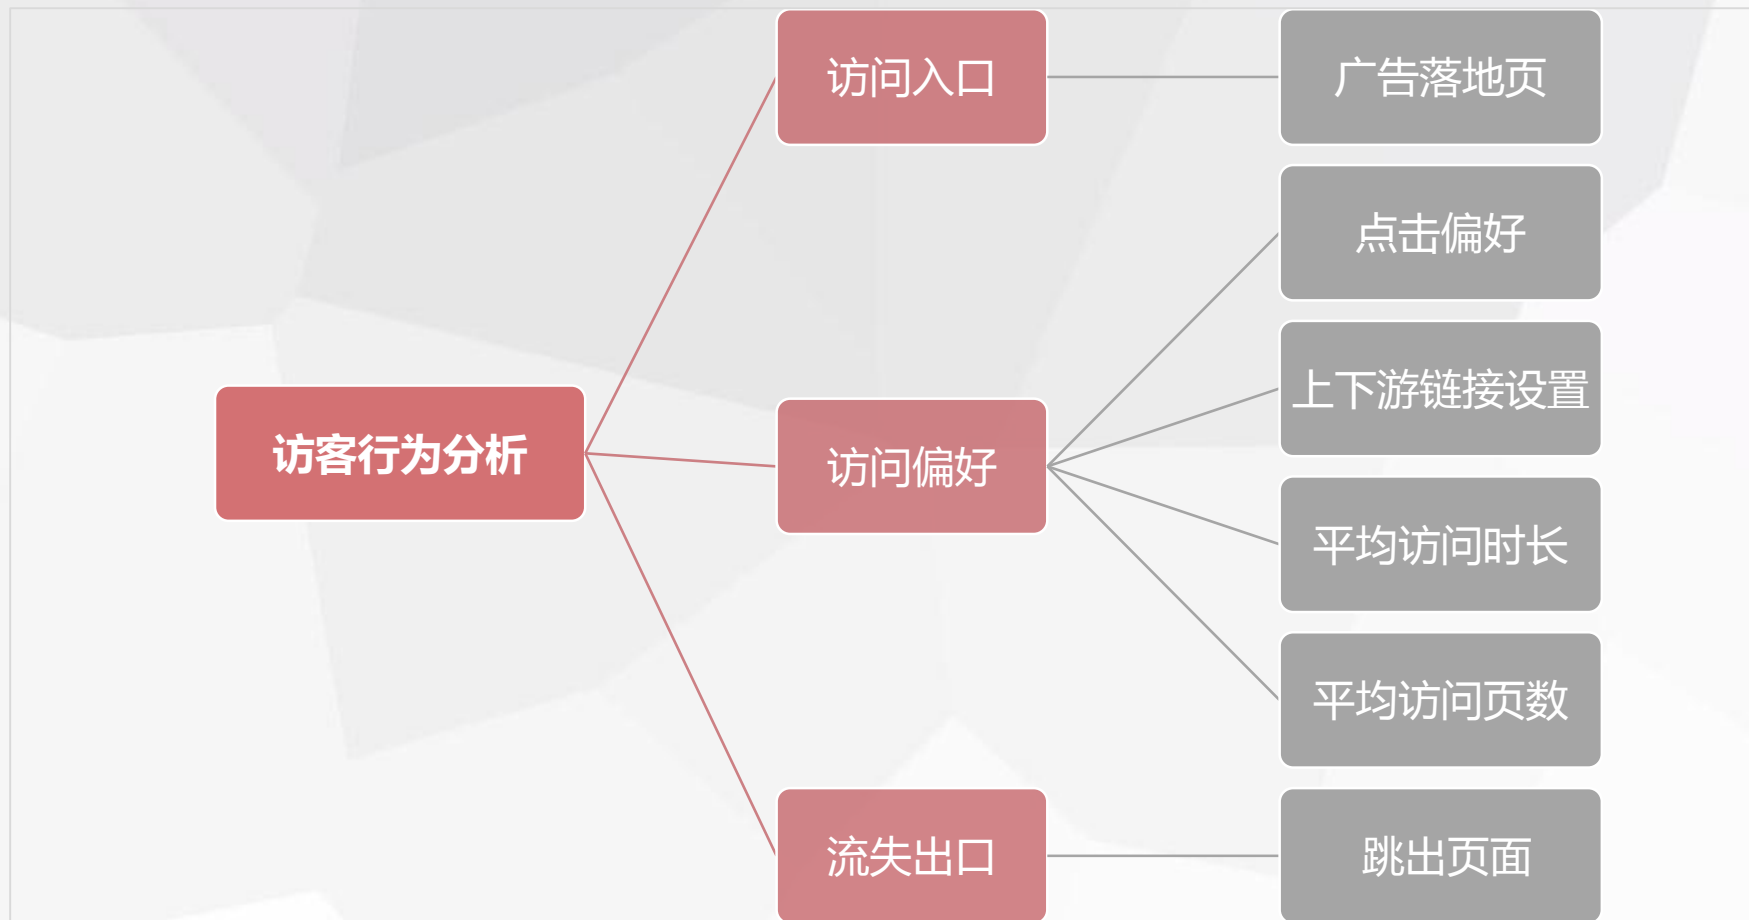 访客行为分析
访问入口
广告落地页
访问偏好
点击偏好
上下游链接设置
平均访问时长
平均访问页数
流失出口
跳出页面